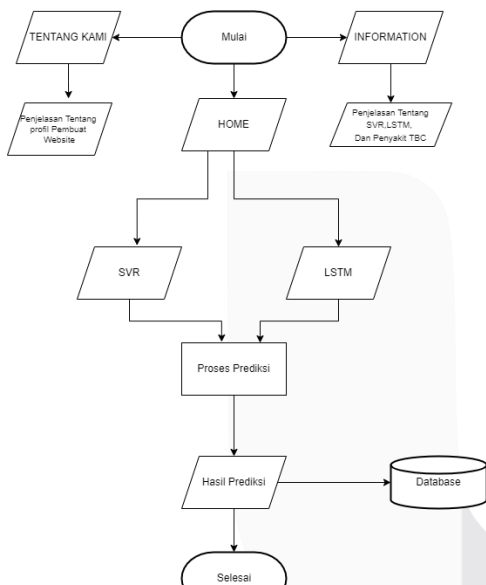 TENTANG KAMI
Mulai
INFORMATION
Penjelasan Tentang
profil Pembuat
Website
HOME
Penjelasan Tentang
SVR,LSTM,
Dan Penyakit TBC
SVR
LSTM
Proses Prediksi
Hasil Prediksi
Database
Selesai